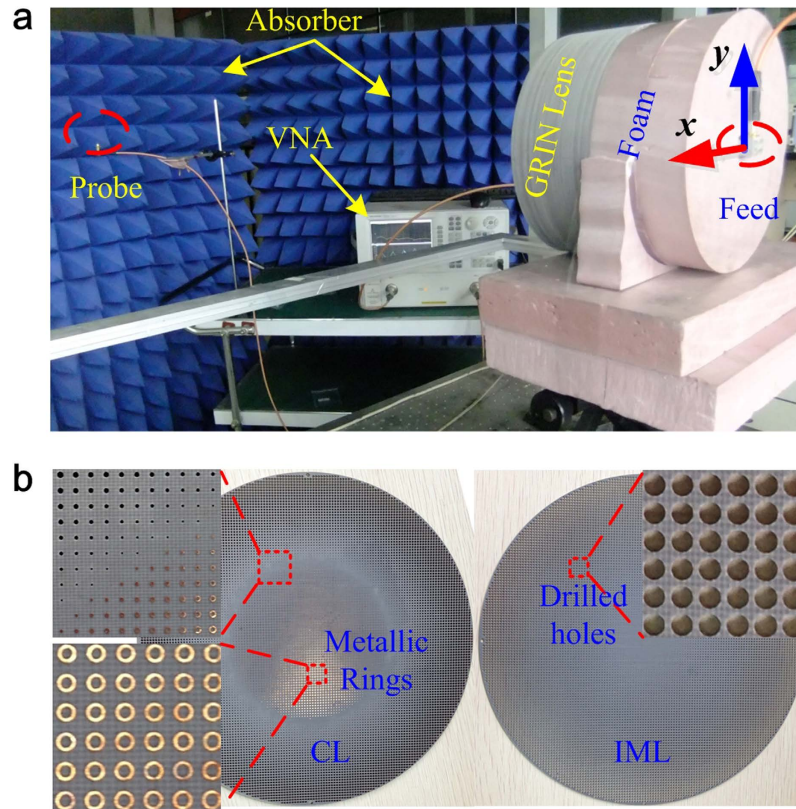 a
Absorber
VNA
Probe
GRIN Lens
Foam
y
x
Feed
b
Metallic
Rings
CL
Drilled
holes
IML